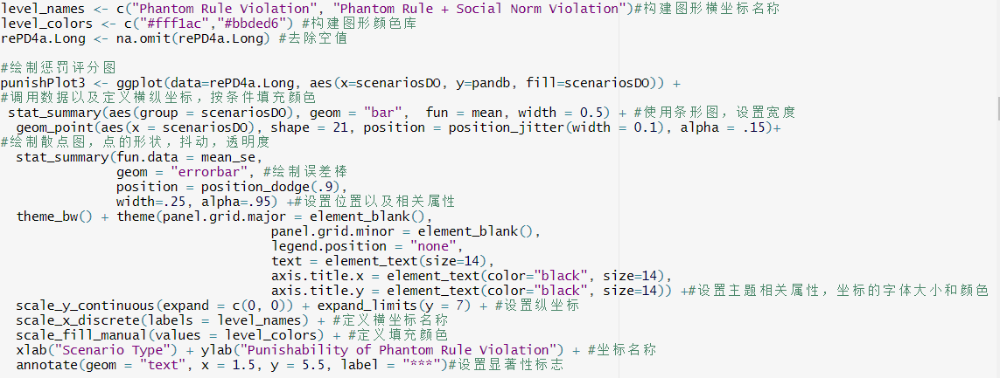 level_names <- c("Phantom Rule Violation", "Phantom Rule + Social Norm Violation")#构建图形横坐标名称
level_colors <- c("#fff1ac","#bbded6") #构建图形颜色库
rePD4a.Long <- na.omit(rePD4a.Long) #去除空值
#绘制惩罚评分图
punishPlot3 <- ggplot(data=rePD4a.Long, aes(x=scenariosDO, y=pandb, fill=scenariosDO)) +
#调用数据以及定义横纵坐标，按条件填充颜色
stat_summary(aes(group = scenariosDO), geom = "bar",  fun = mean, width = 0.5) + #使用条形图，设置宽度
geom_point(aes(x = scenariosDO), shape = 21, position = position_jitter(width = 0.1), alpha = .15)+
#绘制散点图，点的形状，抖动，透明度
stat_summary(fun.data = mean_se,
geom = "errorbar", #绘制误差棒
position = position_dodge(.9),
width=.25, alpha=.95) +#设置位置以及相关属性
theme_bw() + theme(panel.grid.major = element_blank(),
panel.grid.minor = element_blank(),
legend.position = "none",
text = element_text(size=14),
axis.title.x = element_text(color="black", size=14),
axis.title.y = element_text(color="black", size=14)) +#设置主题相关属性，坐标的字体大小和颜色
scale_y_continuous(expand = c(0, 0)) + expand_limits(y = 7) + #设置纵坐标
scale_x_discrete(labels = level_names) + #定义横坐标名称
scale_fill_manual(values = level_colors) + #定义填充颜色
xlab("Scenario Type") + ylab("Punishability of Phantom Rule Violation") + #坐标名称
annotate(geom = "text", x = 1.5, y = 5.5, label = "***")#设置显著性标志